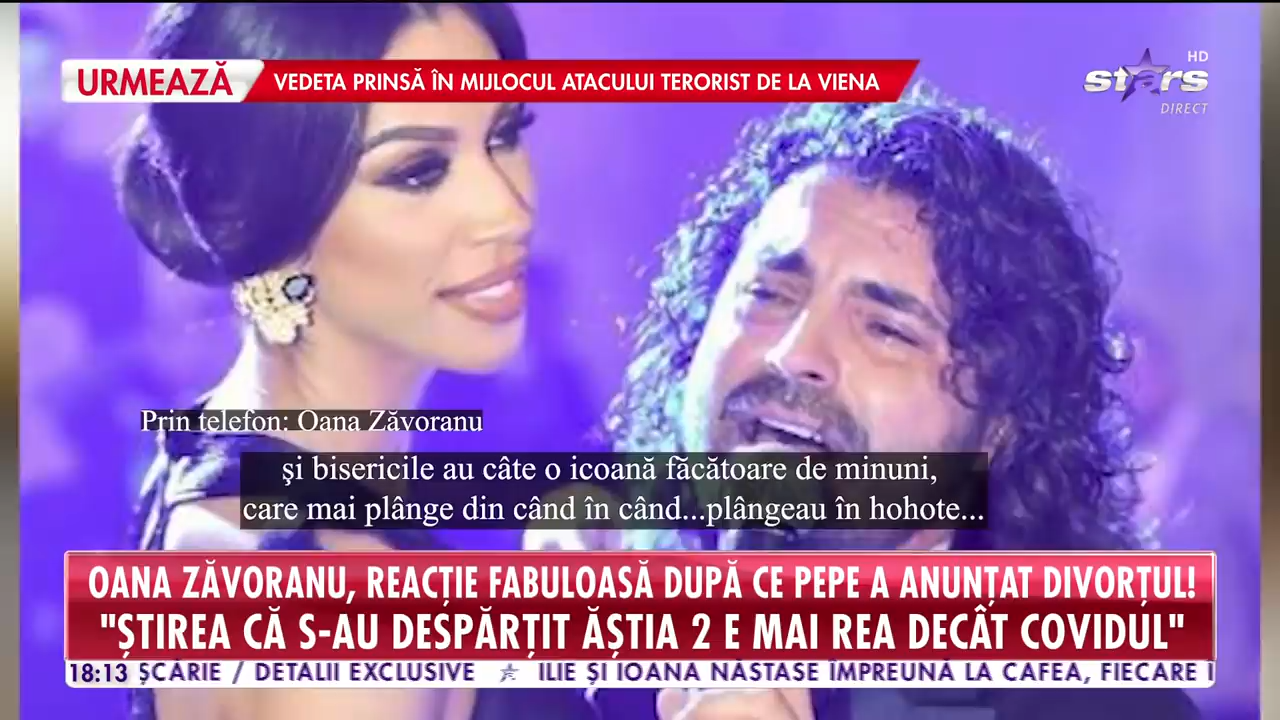 URMEAZĂ
VEDETA PRINSĂ ÎN MIJLOCUL ATACULUI TERORIST DE LA VIENA
HD
stars
DIRECT
Prin telefon: Oana Zăvoranu
şi bisericile au câte o icoană făcătoare de minuni,
care mai plânge din când în când...plângeau în hohote...
OANA ZĂVORANU, REACȚIE FABULOASĂ DUPĂ CE PEPE A ANUNȚAT DIVORȚUL!
"ȘTIREA CĂ S-AU DESPĂRȚIT ĂȘTIA 2 E MAI REA DECÂT COVIDUL"
18:13 ȘCĂRIE / DETALII EXCLUSIVE ILIE ȘI IOANA NĂSTASE ÎMPREUNĂ LA CAFEA, FIECARE